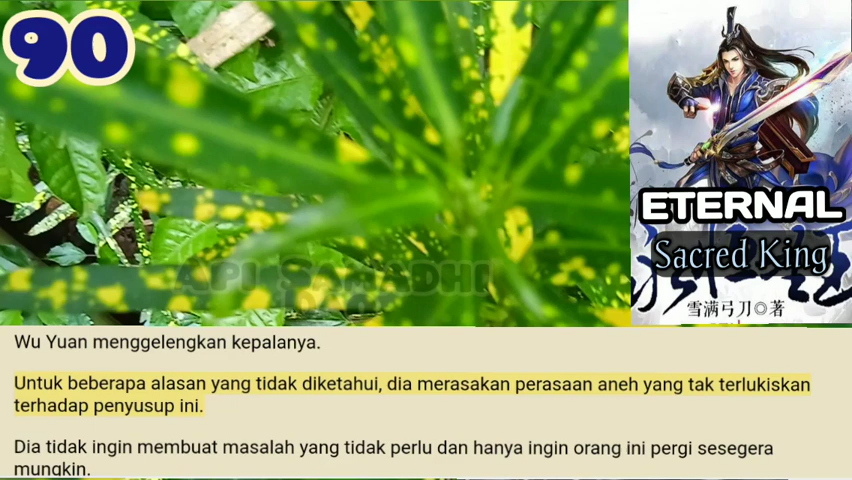 90
ETERNAL
Sacred King
雪满弓刀◎著
API SAMADHI
Wu Yuan menggelengkan kepalanya.
Untuk beberapa alasan yang tidak diketahui, dia merasakan perasaan aneh yang tak terlukiskan
terhadap penyusup ini.
Dia tidak ingin membuat masalah yang tidak perlu dan hanya ingin orang ini pergi sesegera
mungkin.